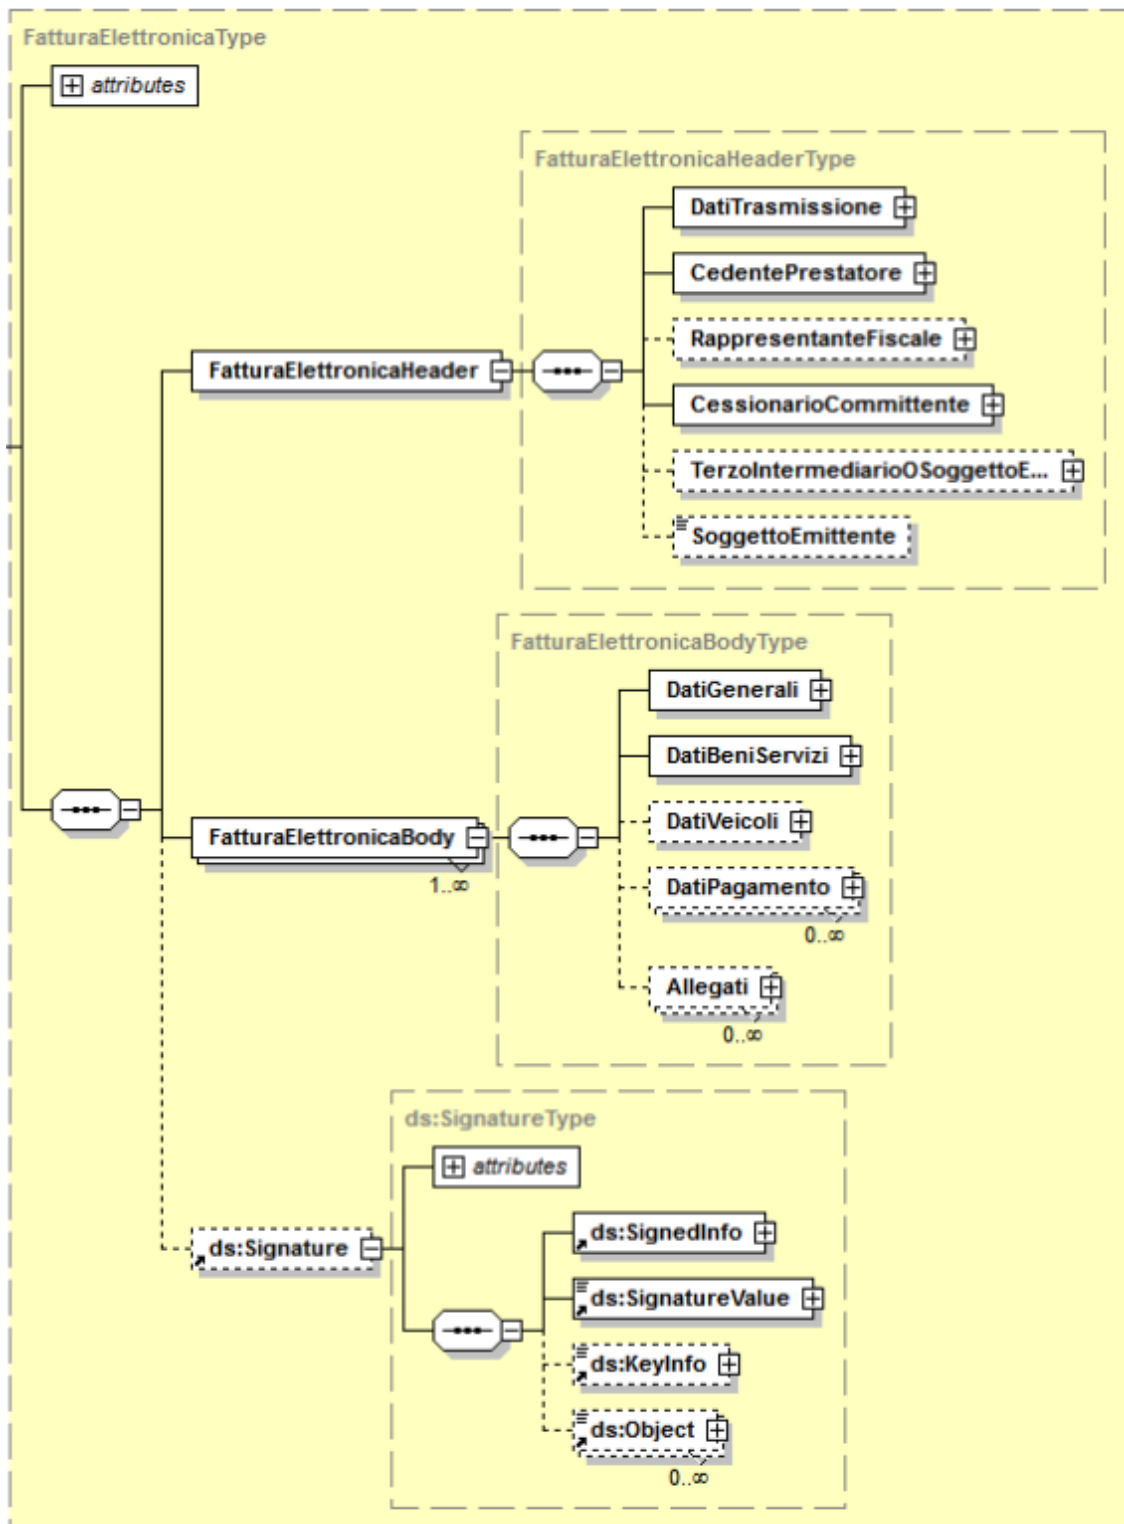 FatturaElettronicaType
attributes
FatturaElettronicaHeaderType
DatiTrasmissione
CedentePrestatore
RappresentanteFiscale
FatturaElettronicaHeader
CessionarioCommittente
TerzoIntermediarioOSoggettoE...
SoggettoEmittente
FatturaElettronicaBodyType
DatiGenerali
DatiBeniServizi
DatiVeicoli
FatturaElettronicaBody
1..∞
DatiPagamento
0..∞
Allegati
0..∞
ds:SignatureType
attributes
ds:SignedInfo
ds:Signature
ds:SignatureValue
ds:KeyInfo
ds:Object
0..∞